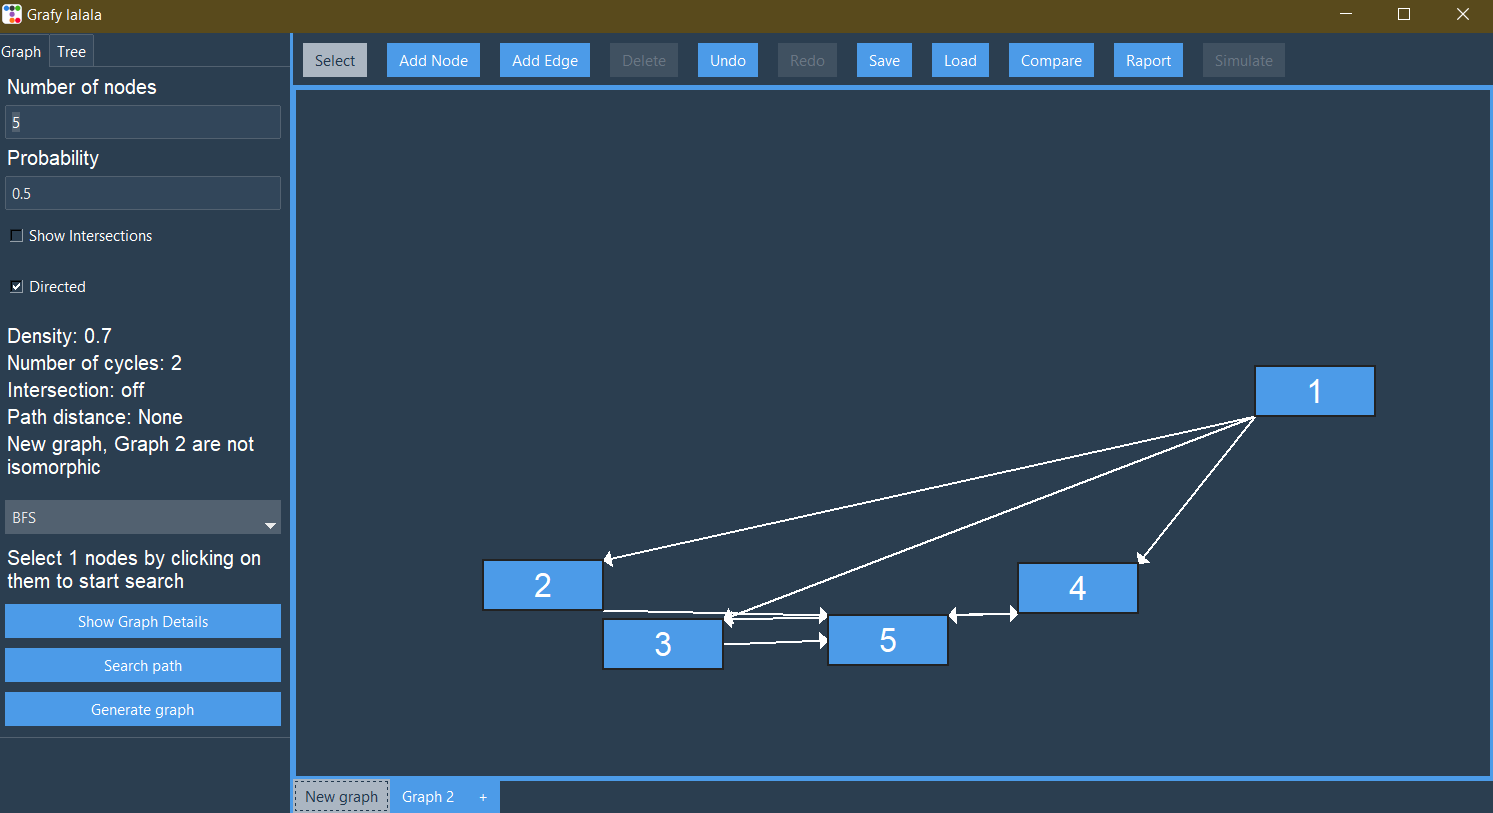 Grafy lalala
Graph Tree
Select Add Node Add Edge Delete Undo Redo Save Load Compare Raport Simulate
Number of nodes
5
Probability
0.5
Show Intersections
Directed
Density: 0.7
Number of cycles: 2
Intersection: off
Path distance: None
New graph, Graph 2 are not
isomorphic
BFS
Select 1 nodes by clicking on
them to start search
Show Graph Details
Search path
Generate graph
1
2
4
3
5
New graph Graph 2 +